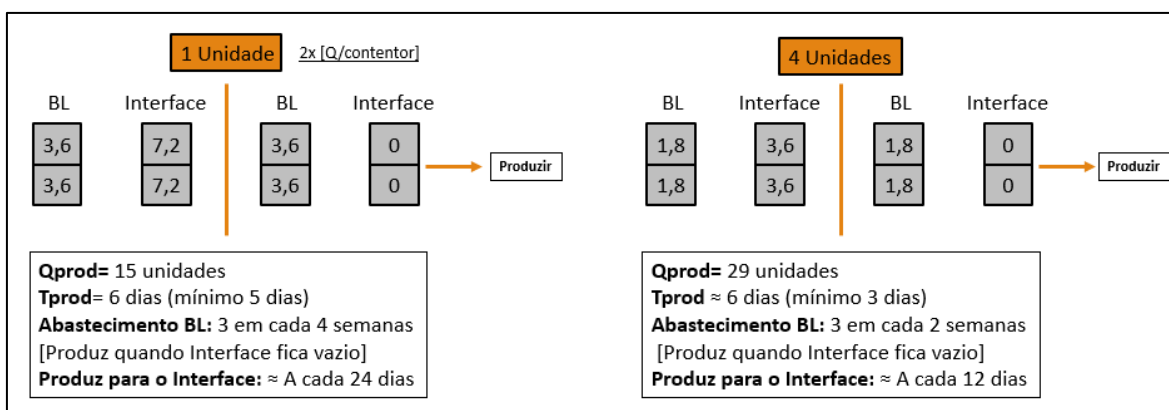 1 Unidade
2x [Q/contentor]
BL Interface BL Interface
3,6 7,2 3,6 0
3,6 7,2 3,6 0
Produzir
Qprod= 15 unidades
Tprod= 6 dias (mínimo 5 dias)
Abastecimento BL: 3 em cada 4 semanas
[Produz quando Interface fica vazio]
Produz para o Interface: ≈ A cada 24 dias
4 Unidades
BL Interface BL Interface
1,8 3,6 1,8 0
1,8 3,6 1,8 0
Produzir
Qprod= 29 unidades
Tprod ≈ 6 dias (mínimo 3 dias)
Abastecimento BL: 3 em cada 2 semanas
[Produz quando Interface fica vazio]
Produz para o Interface: ≈ A cada 12 dias